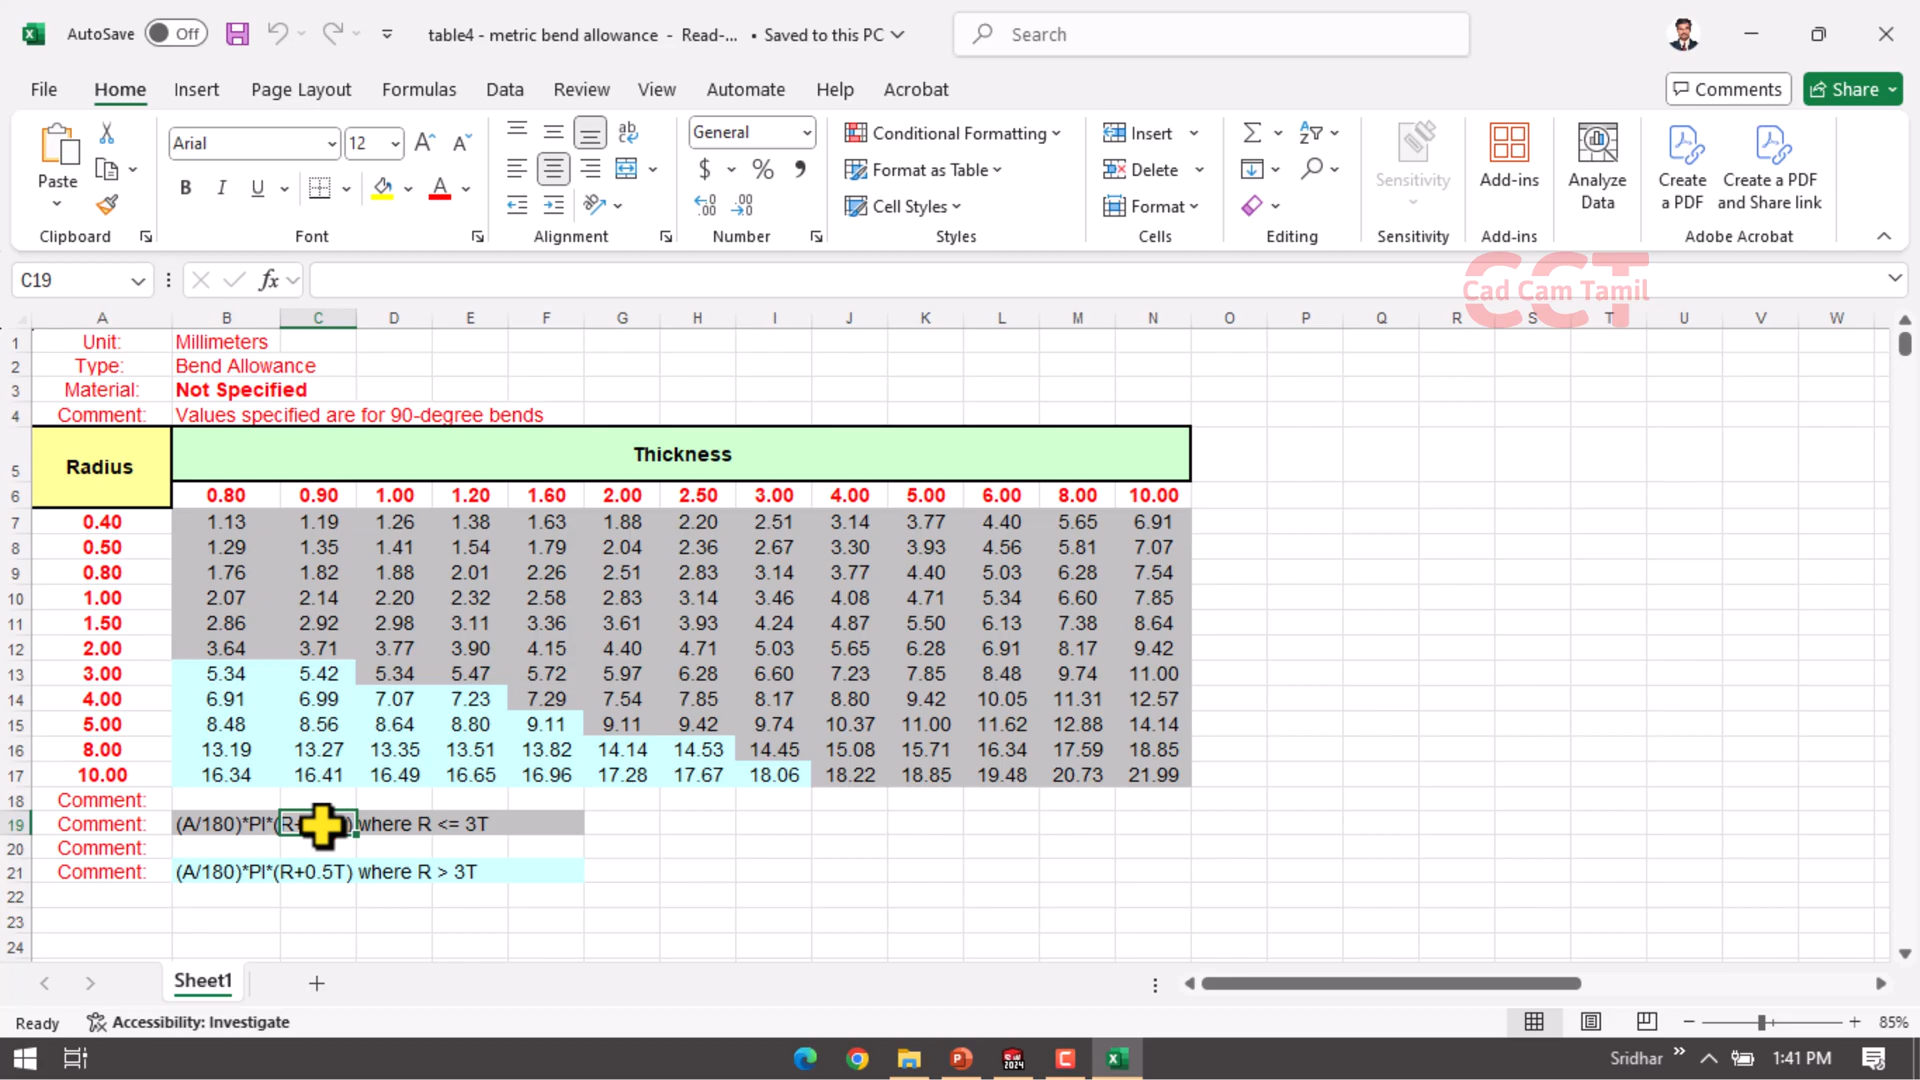 AutoSave Off table4 - metric bend allowance - Read-... • Saved to this PC Search
File Home Insert Page Layout Formulas Data Review View Automate Help Acrobat Comments Share
Paste Arial 12 General Conditional Formatting Insert Sensitivity Add-ins Analyze Data Create a PDF Create a PDF and Share link
B I U A ab $ % Format as Table Delete
Cell Styles Format
Clipboard Font Alignment Number Styles Cells Editing Sensitivity Add-ins Adobe Acrobat
C19 fx
CCT
Cad Cam Tamil
A B C D E F G H I J K L M N O P Q R S T U V W
1 Unit: Millimeters
2 Type: Bend Allowance
3 Material: Not Specified
4 Comment: Values specified are for 90-degree bends
5 Radius Thickness
6 0.80 0.90 1.00 1.20 1.60 2.00 2.50 3.00 4.00 5.00 6.00 8.00 10.00
7 0.40 1.13 1.19 1.26 1.38 1.63 1.88 2.20 2.51 3.14 3.77 4.40 5.65 6.91
8 0.50 1.29 1.35 1.41 1.54 1.79 2.04 2.36 2.67 3.30 3.93 4.56 5.81 7.07
9 0.80 1.76 1.82 1.88 2.01 2.26 2.51 2.83 3.14 3.77 4.40 5.03 6.28 7.54
10 1.00 2.07 2.14 2.20 2.32 2.58 2.83 3.14 3.46 4.08 4.71 5.34 6.60 7.85
11 1.50 2.86 2.92 2.98 3.11 3.36 3.61 3.93 4.24 4.87 5.50 6.13 7.38 8.64
12 2.00 3.64 3.71 3.77 3.90 4.15 4.40 4.71 5.03 5.65 6.28 6.91 8.17 9.42
13 3.00 5.34 5.42 5.34 5.47 5.72 5.97 6.28 6.60 7.23 7.85 8.48 9.74 11.00
14 4.00 6.91 6.99 7.07 7.23 7.29 7.54 7.85 8.17 8.80 9.42 10.05 11.31 12.57
15 5.00 8.48 8.56 8.64 8.80 9.11 9.11 9.42 9.74 10.37 11.00 11.62 12.88 14.14
16 8.00 13.19 13.27 13.35 13.51 13.82 14.14 14.53 14.45 15.08 15.71 16.34 17.59 18.85
17 10.00 16.34 16.41 16.49 16.65 16.96 17.28 17.67 18.06 18.22 18.85 19.48 20.73 21.99
18 Comment:
19 Comment: (A/180)*PI*(R+ ) where R <= 3T
20 Comment:
21 Comment: (A/180)*PI*(R+0.5T) where R > 3T
22
23
24
Sheet1
Ready Accessibility: Investigate 85%
Sridhar 1:41 PM